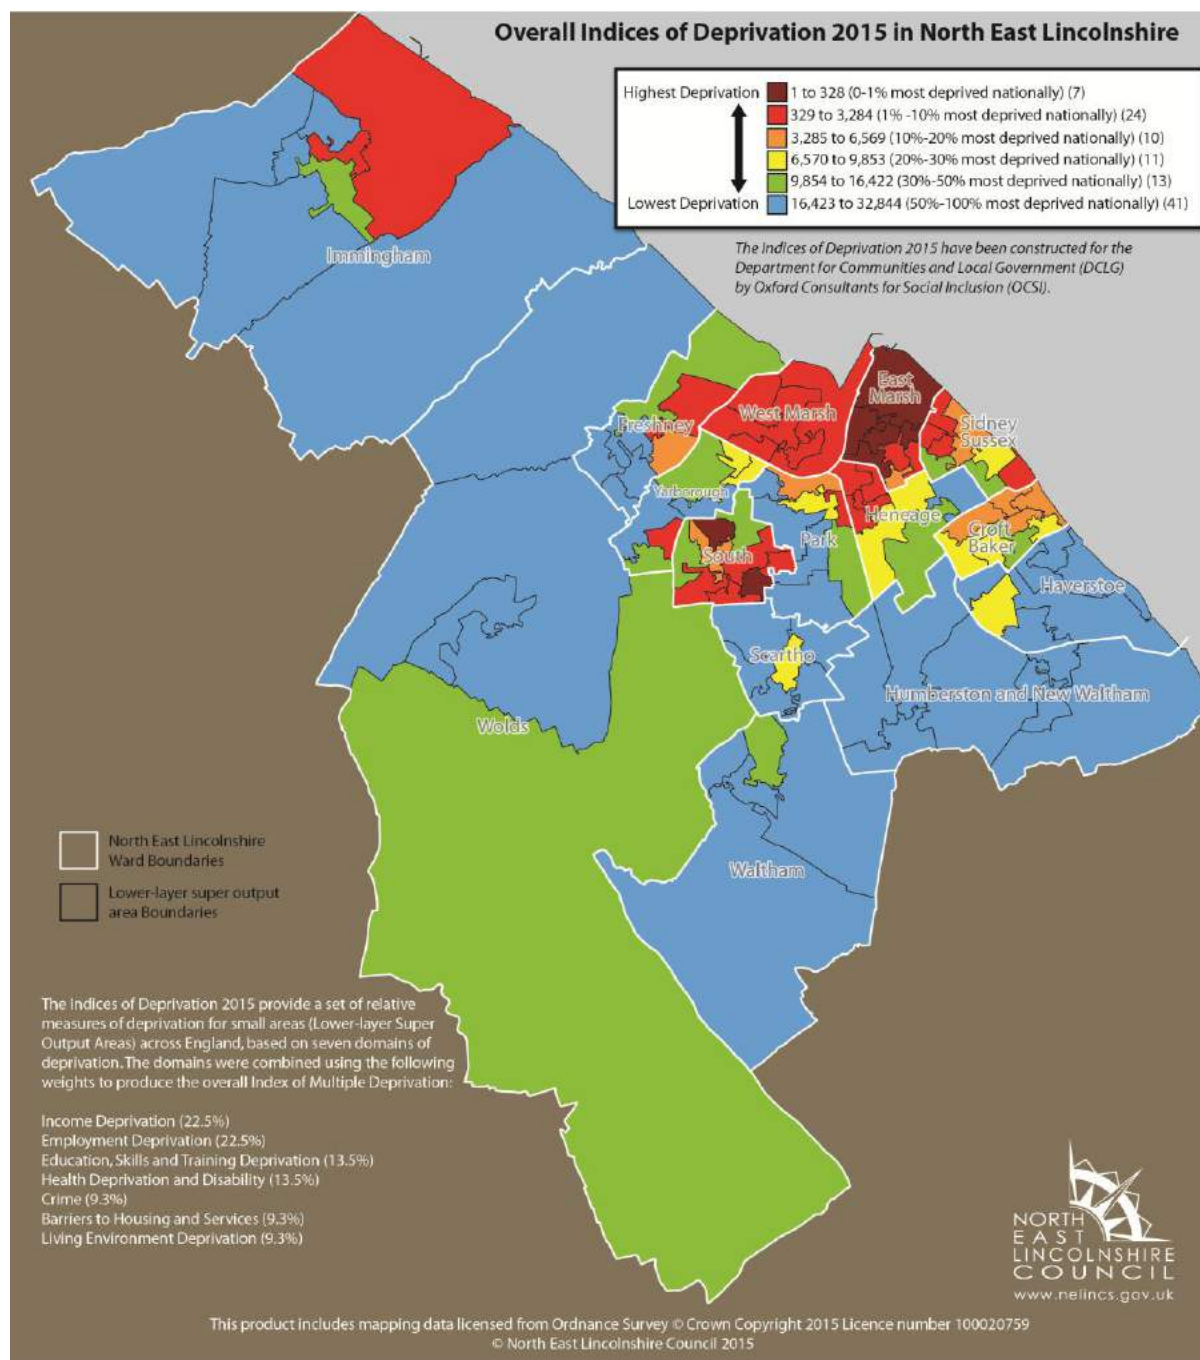 Overall Indices of Deprivation 2015 in North East Lincolnshire
Highest Deprivation
1 to 328 (0-1% most deprived nationally) (7)
329 to 3,284 (1% -10% most deprived nationally) (24)
3,285 to 6,569 (10%-20% most deprived nationally) (10)
6,570 to 9,853 (20%-30% most deprived nationally) (11)
9,854 to 16,422 (30%-50% most deprived nationally) (13)
Lowest Deprivation
16,423 to 32,844 (50%-100% most deprived nationally) (41)
The Indices of Deprivation 2015 have been constructed for the
Department for Communities and Local Government (DCLG)
by Oxford Consultants for Social Inclusion (OCSI).
Immingham
East
Marsh
West Marsh
Sidney
Sussex
Freshney
Yarborough
Heneage
Park
South
Croft
Baker
Haverstoe
Scartho
Humberston and New Waltham
Wolds
Waltham
North East Lincolnshire
Ward Boundaries
Lower-layer super output
area Boundaries
The Indices of Deprivation 2015 provide a set of relative
measures of deprivation for small areas (Lower-layer Super
Output Areas) across England, based on seven domains of
deprivation. The domains were combined using the following
weights to produce the overall Index of Multiple Deprivation:
Income Deprivation (22.5%)
Employment Deprivation (22.5%)
Education, Skills and Training Deprivation (13.5%)
Health Deprivation and Disability (13.5%)
Crime (9.3%)
Barriers to Housing and Services (9.3%)
Living Environment Deprivation (9.3%)
NORTH
EAST
LINCOLNSHIRE
COUNCIL
www.nelincs.gov.uk
This product includes mapping data licensed from Ordnance Survey © Crown Copyright 2015 Licence number 100020759
© North East Lincolnshire Council 2015